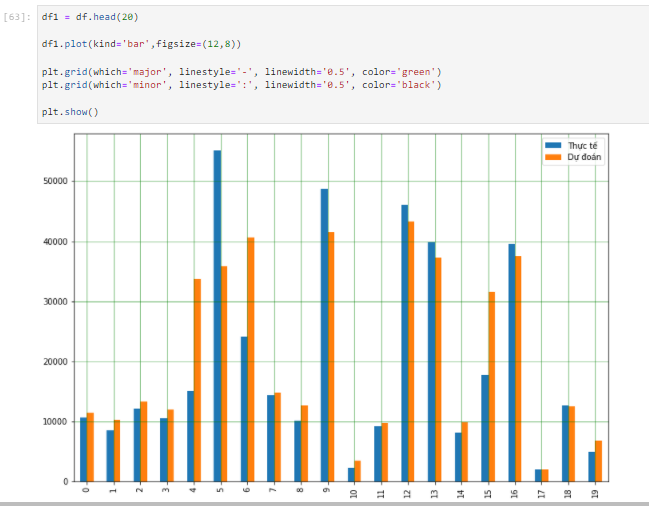 [63]:
df1 = df.head(20)
df1.plot(kind='bar',figsize=(12,8))
plt.grid(which='major', linestyle='-', linewidth='0.5', color='green')
plt.grid(which='minor', linestyle=':', linewidth='0.5', color='black')
plt.show()
Thực tế
Dự đoán
50000
40000
30000
20000
10000
0
0 1 2 3 4 5 6 7 8 9 10 11 12 13 14 15 16 17 18 19